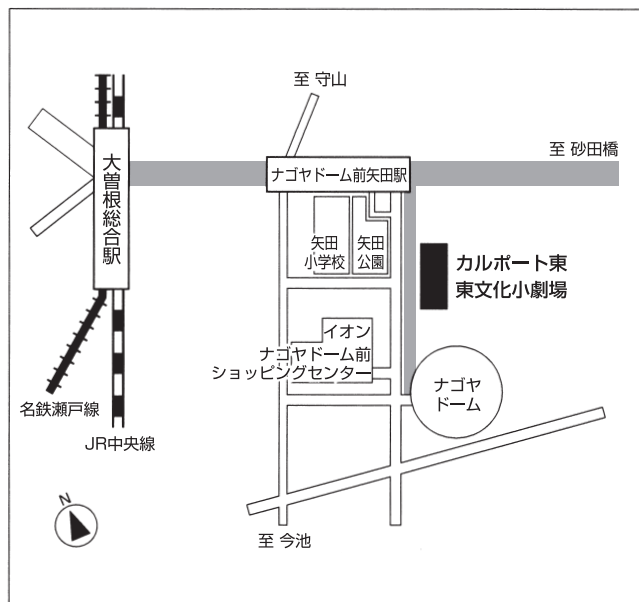 至 守山
至 砂田橋
大曽根総合駅
ナゴヤドーム前矢田駅
矢田
小学校
矢田
公園
カルポート東
東文化小劇場
イオン
ナゴヤドーム前
ショッピングセンター
ナゴヤ
ドーム
名鉄瀬戸線
JR中央線
N
至 今池